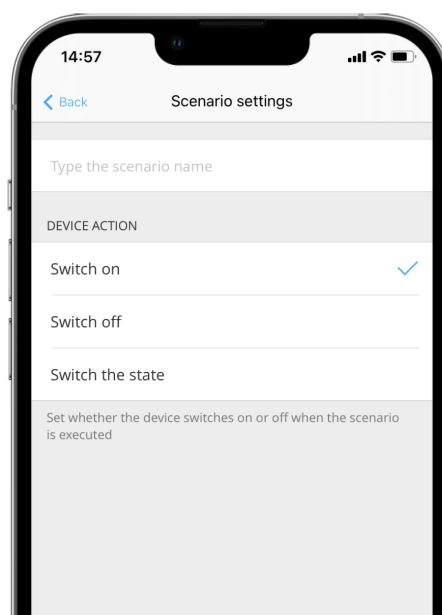 14:57
Back
Scenario settings
Type the scenario name
DEVICE ACTION
Switch on
Switch off
Switch the state
Set whether the device switches on or off when the scenario
is executed